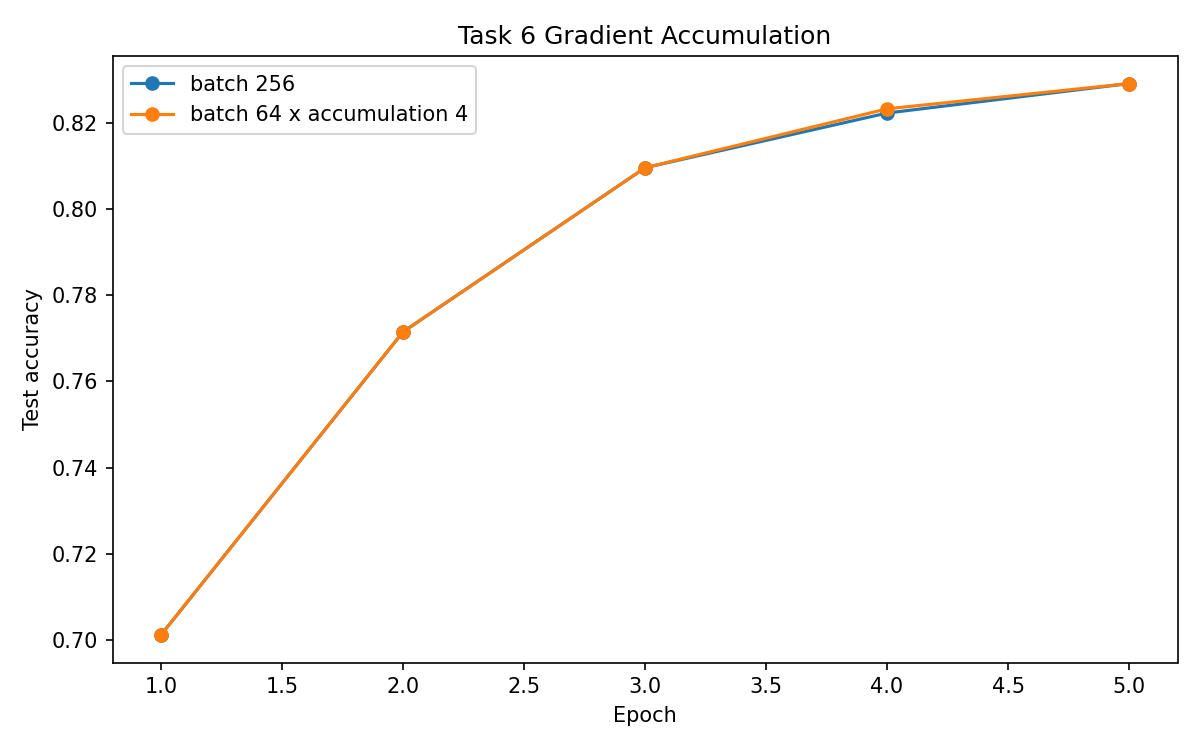 Task 6 Gradient Accumulation
batch 256
batch 64 x accumulation 4
Test accuracy
0.82
0.80
0.78
0.76
0.74
0.72
0.70
1.0 1.5 2.0 2.5 3.0 3.5 4.0 4.5 5.0
Epoch